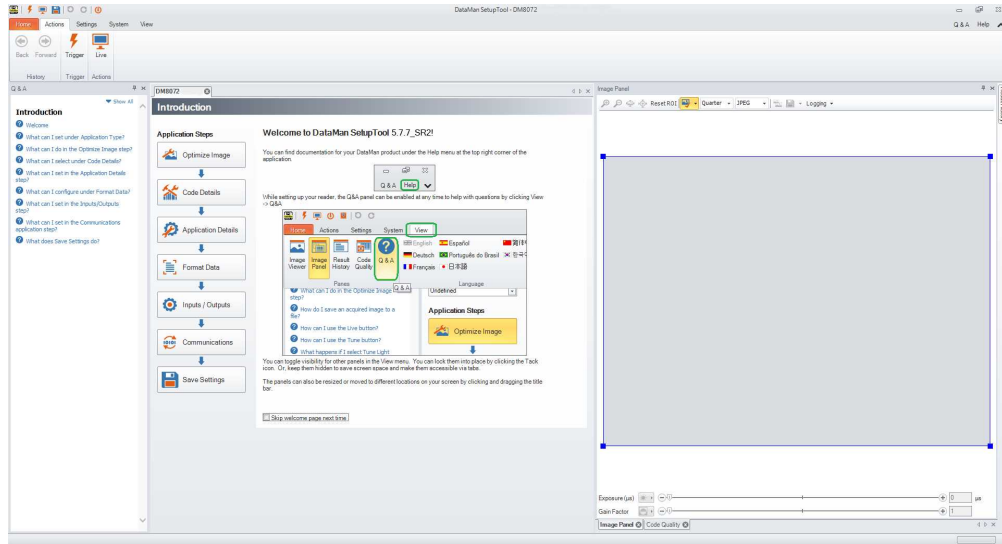 DataMan SetupTool - DM8072
Home Actions Settings System View
Q & A Help
Back Forward Trigger Live
History Trigger Actions
Q & A
Show All
Introduction
Welcome
What can I set under Application Type?
What can I do in the Optimize Image step?
What can I select under Code Details?
What can I set in the Application Details
step?
What can I configure under Format Data?
What can I set in the Inputs/Outputs
step?
What can I set in the Communications
application step?
What does Save Settings do?
DM8072
Introduction
Application Steps
Optimize Image
Code Details
Application Details
Format Data
Inputs / Outputs
Communications
Save Settings
Welcome to DataMan SetupTool 5.7.7_SR2!
You can find documentation for your DataMan product under the Help menu at the top right corner of the
application.
Q & A Help
While setting up your reader, the Q&A panel can be enabled at any time to help with questions by clicking View
-> Q&A
Home Actions Settings System View
Image Viewer
Image Panel
Result History
Code Quality
Q & A
English Español
Deutsch Português do Brasil
Français 日本語
Panes Language
What can I do in the Optimize Image
step?
Q & A
Undefined
How do I save an acquired image to a
file?
How can I use the Live button?
How can I use the Tune button?
What happens if I select Tune Light
Application Steps
Optimize Image
You can toggle visibility for other panels in the View menu. You can lock them into place by clicking the Tack
icon. Or, keep them hidden to save screen space and make them accessible via tabs.
The panels can also be resized or moved to different locations on your screen by clicking and dragging the title
bar.
Skip welcome page next time
Image Panel
Reset ROI Quarter JPEG Logging
Exposure (µs) 0 µs
Gain Factor 1
Image Panel Code Quality